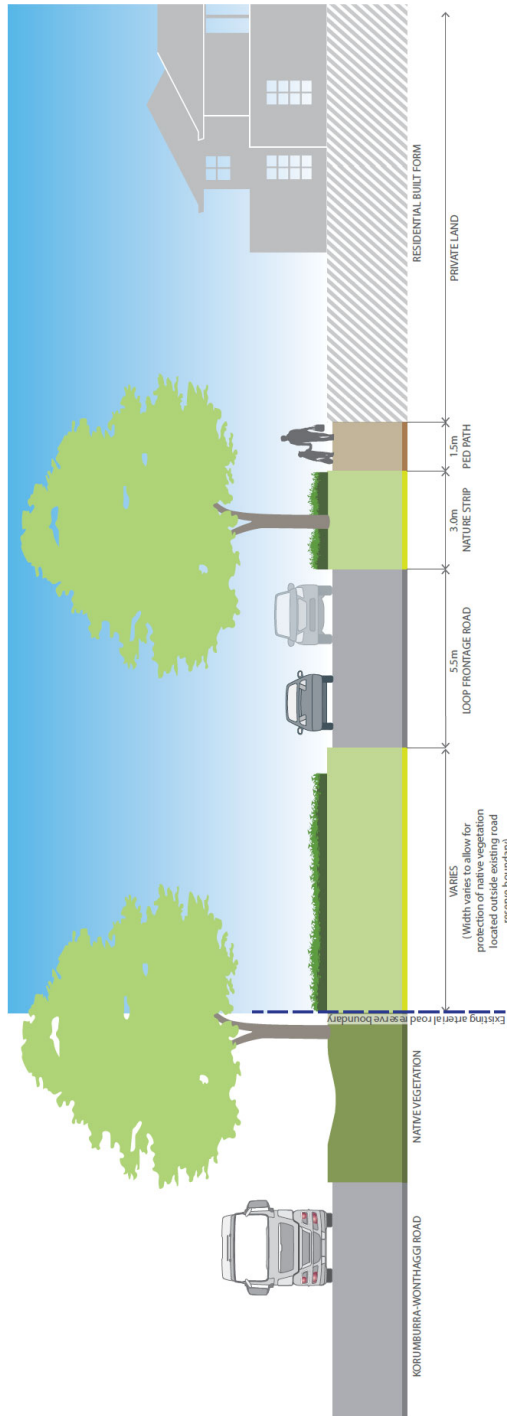 KORUMBURRA-WONTHAGGI ROAD
NATIVE VEGETATION
Existing arterial road reserve boundary
VARIES
(Width varies to allow for
protection of native vegetation
located outside existing road
reserve boundary)
5.5m
LOOP FRONTAGE ROAD
3.0m
NATURE STRIP
1.5m
PED PATH
RESIDENTIAL BUILT FORM
PRIVATE LAND